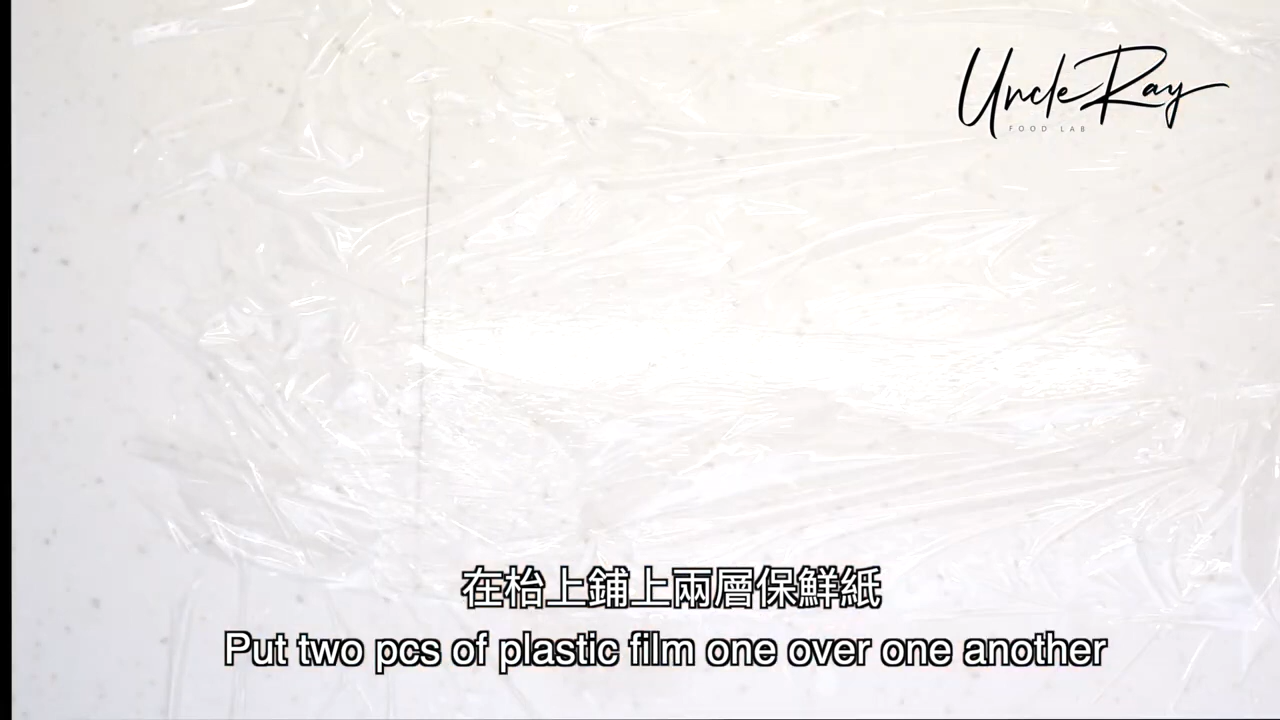 Uncle Ray
FOOD LAB
在枱上鋪上兩層保鮮紙
Put two pcs of plastic film one over one another